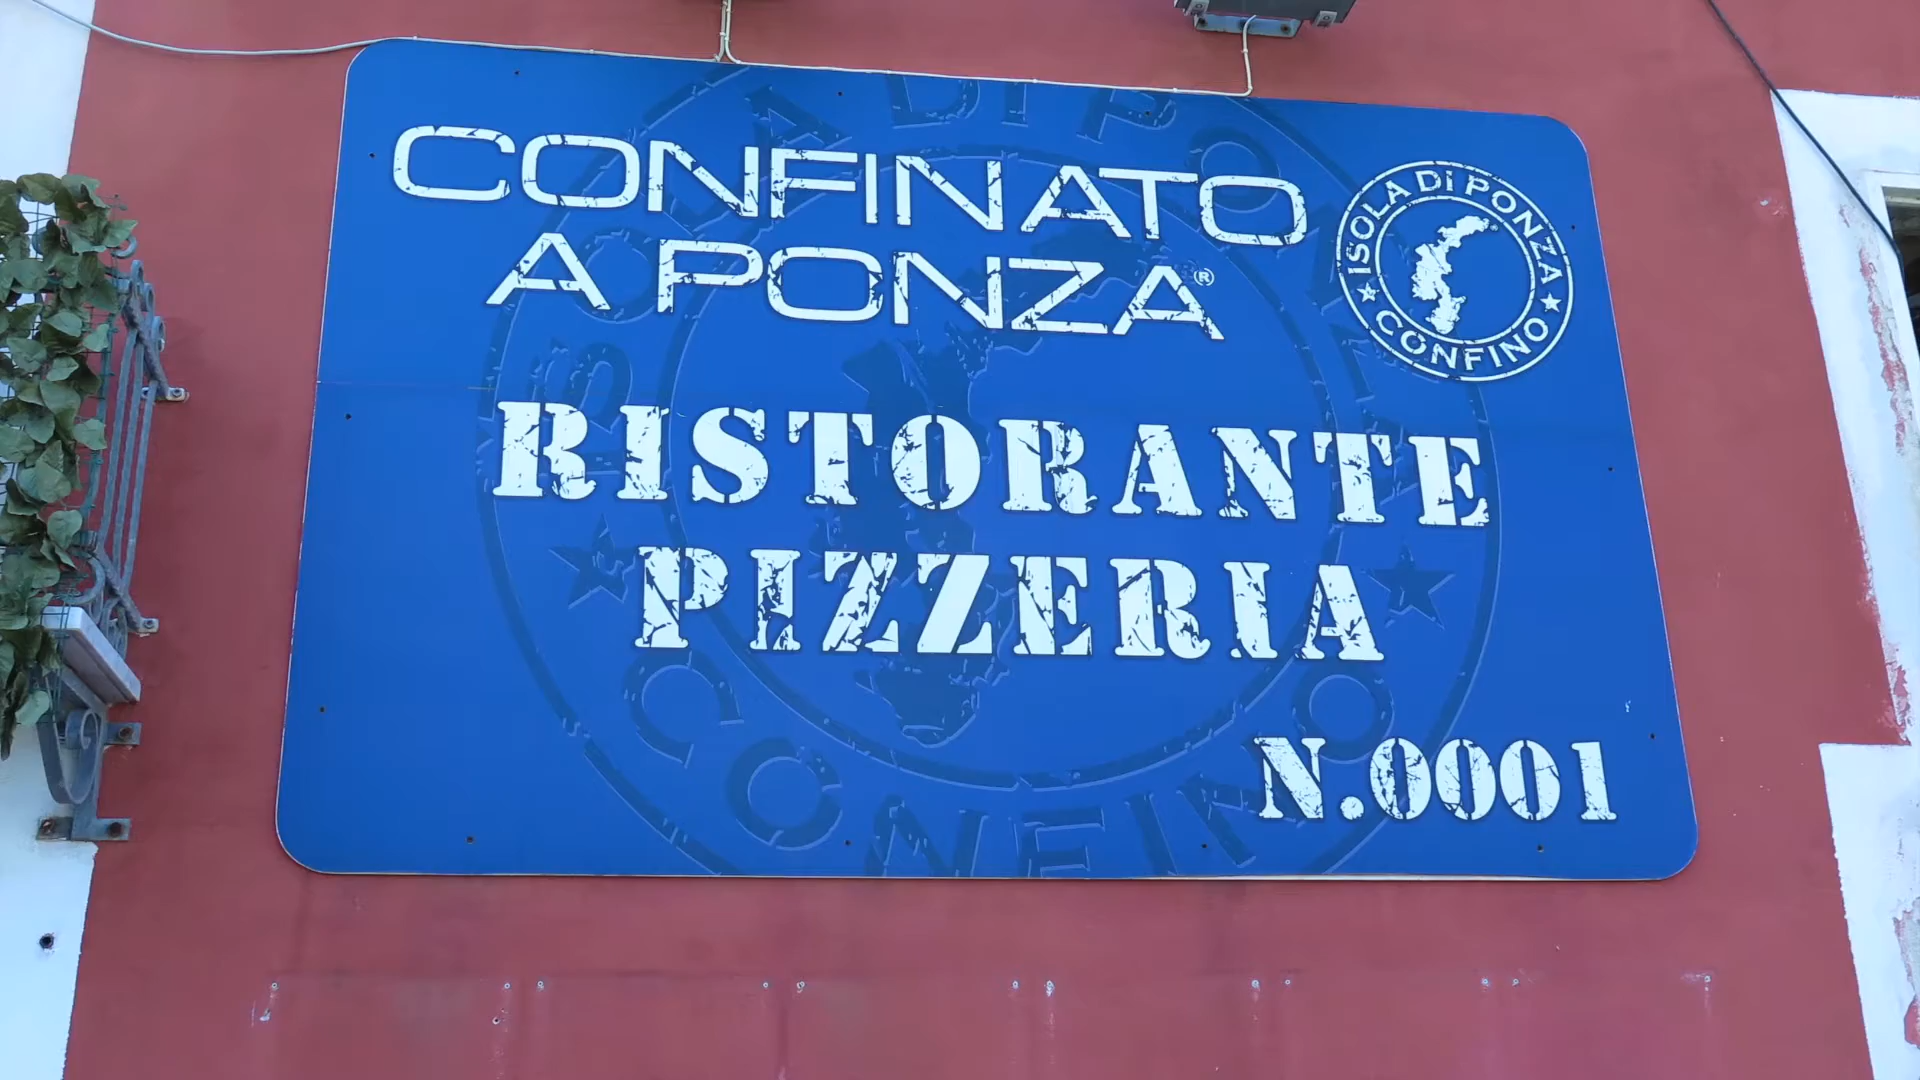 CONFINATO
A PONZA®
ISOLA Di PONZA
★ CONFINO ★
RISTORANTE
PIZZERIA
N.0001